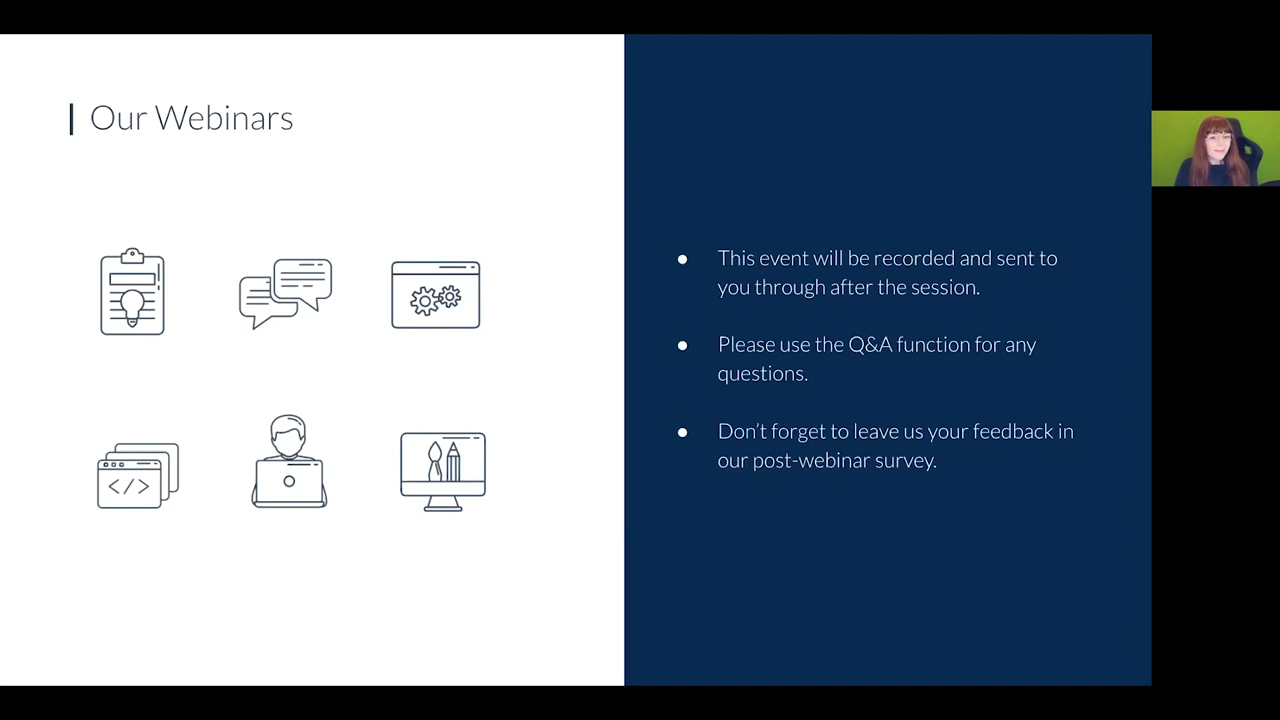 Our Webinars
</>
This event will be recorded and sent to
you through after the session.
Please use the Q&A function for any
questions.
Don’t forget to leave us your feedback in
our post-webinar survey.